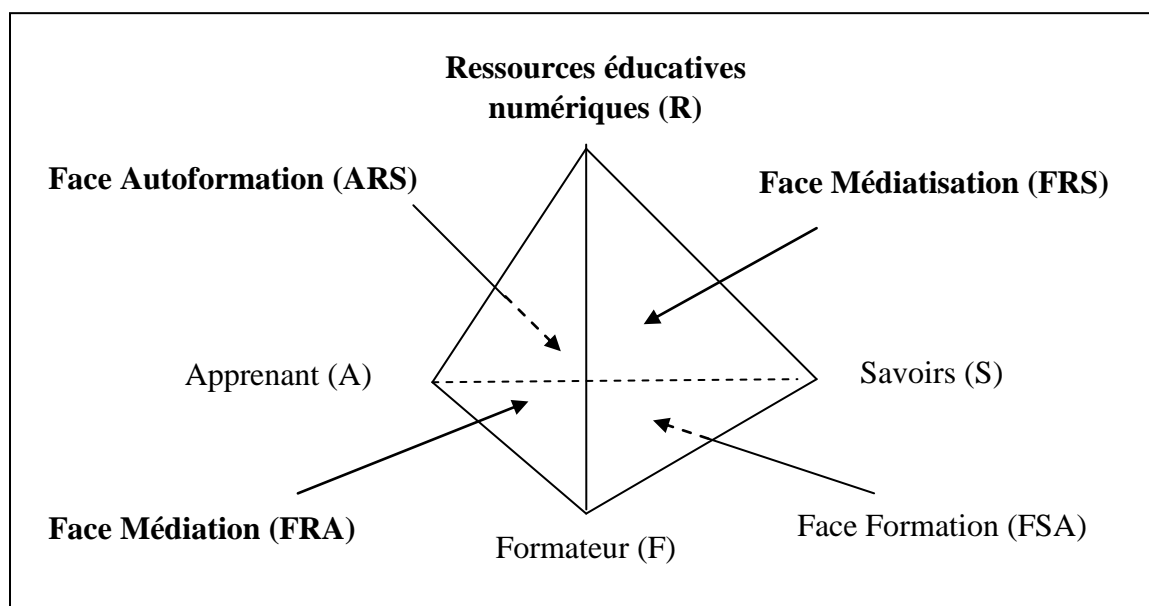 Ressources éducatives
numériques (R)
Face Autoformation (ARS)
Face Médiatisation (FRS)
Apprenant (A)
Savoirs (S)
Face Médiation (FRA)
Formateur (F)
Face Formation (FSA)